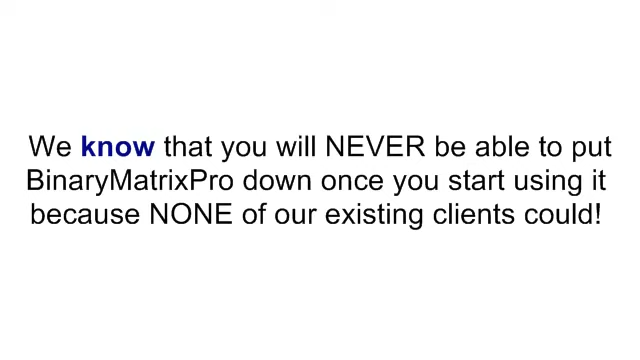 We know that you will NEVER be able to put
BinaryMatrixPro down once you start using it
because NONE of our existing clients could!